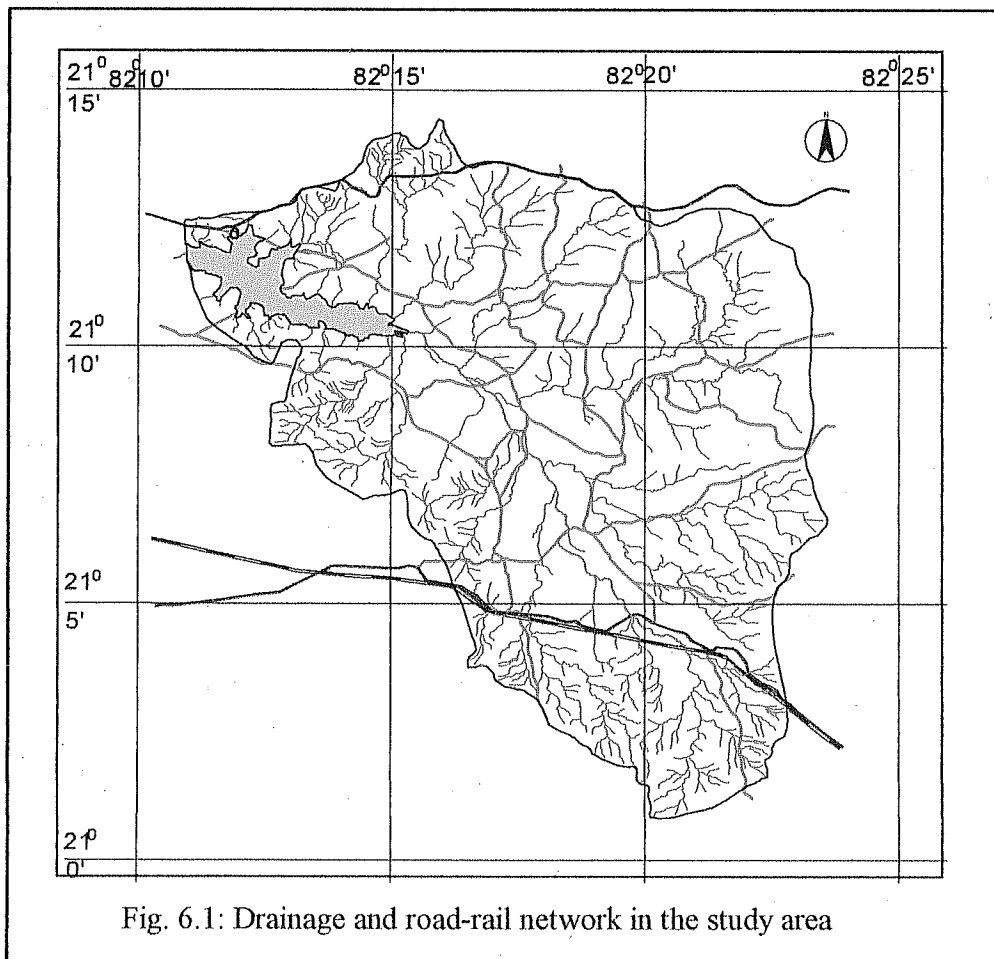 21⁰ 82⁰10' 82⁰15' 82⁰20' 82⁰25'
15'
N
21⁰
10'
21⁰
5'
21⁰
0'
Fig. 6.1: Drainage and road-rail network in the study area